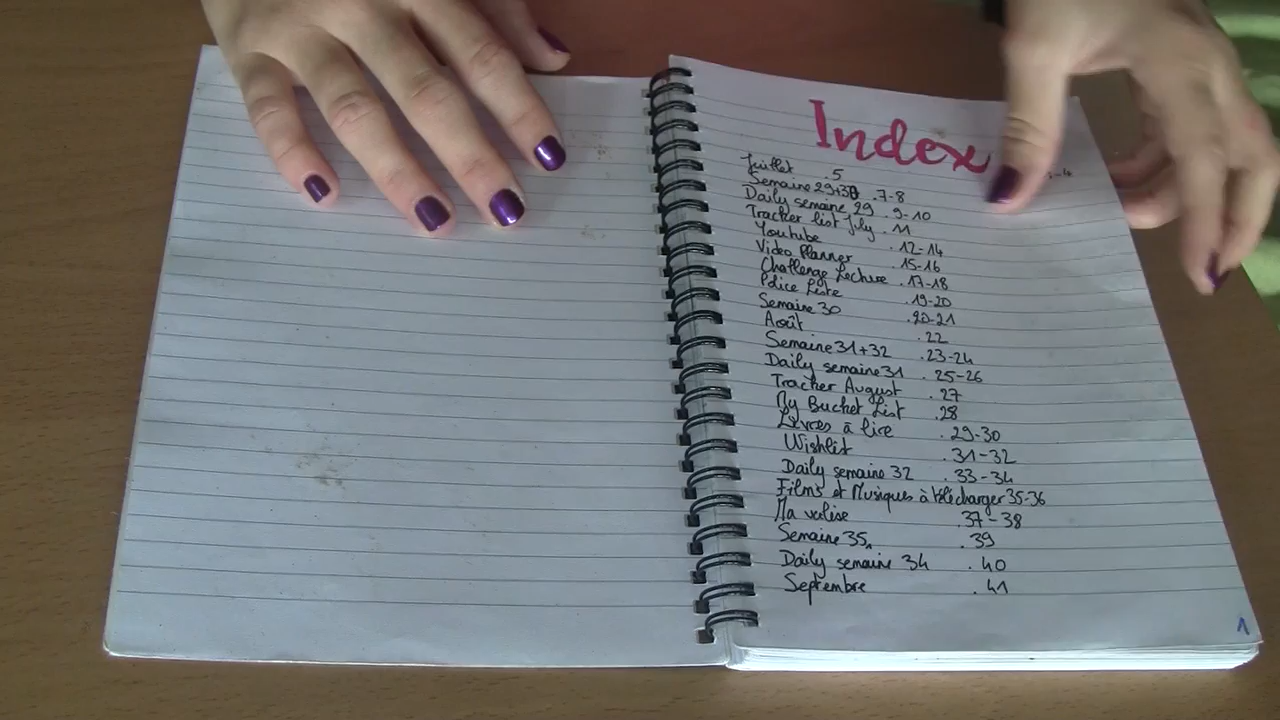 Index
Juillet .5
Semaine 29+30 .7-8
Daily semaine 29 .9-10
Tracker list July .11
Youtube .12-14
Video Planner .15-16
Challenge Lecture .17-18
Police Liste .19-20
Semaine 30 .20-21
Août .22
Semaine 31+32 .23-24
Daily semaine 31 .25-26
Tracker August .27
My Bucket List .28
Livres à lire .29-30
Wishlist .31-32
Daily semaine 32 .33-34
Films et Musiques à télécharger 35-36
Ma valise .37-38
Semaine 35 .39
Daily semaine 34 .40
Septembre .41
1